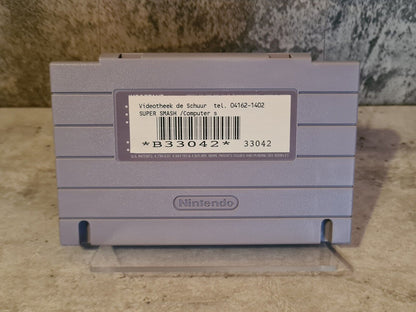 Videotheek de Schuur tel. 04162-1402
SUPER SMASH /Computer s
*B33042* 33042
Nintendo